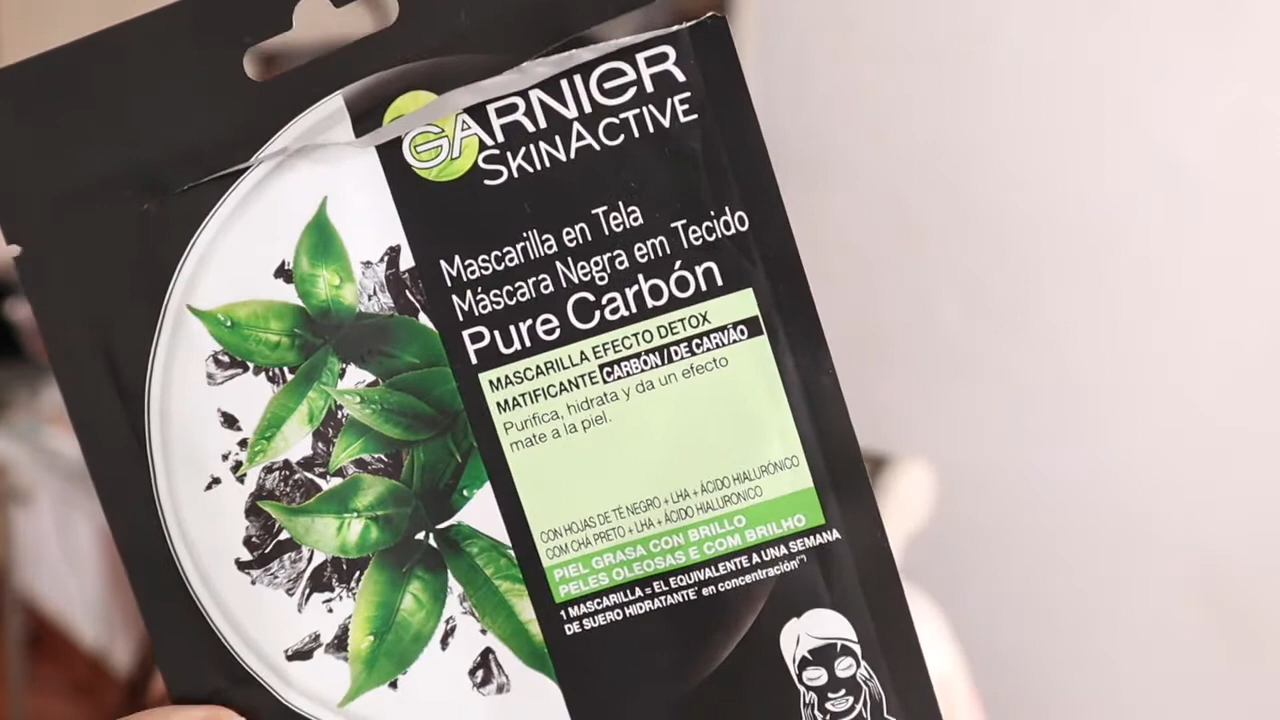 GARNIER
SKINACTIVE
Mascarilla en Tela
Máscara Negra em Tecido
Pure Carbón
MASCARILLA EFECTO DETOX
MATIFICANTE CARBÓN / DE CARVÃO
Purifica, hidrata y da un efecto
mate a la piel.
CON HOJAS DE TÉ NEGRO + LHA + ÁCIDO HIALURÓNICO
COM CHÁ PRETO + LHA + ÁCIDO HIALURONICO
PIEL GRASA CON BRILLO
PELES OLEOSAS E COM BRILHO
1 MASCARILLA = EL EQUIVALENTE A UNA SEMANA
DE SUERO HIDRATANTE* en concentración(**)